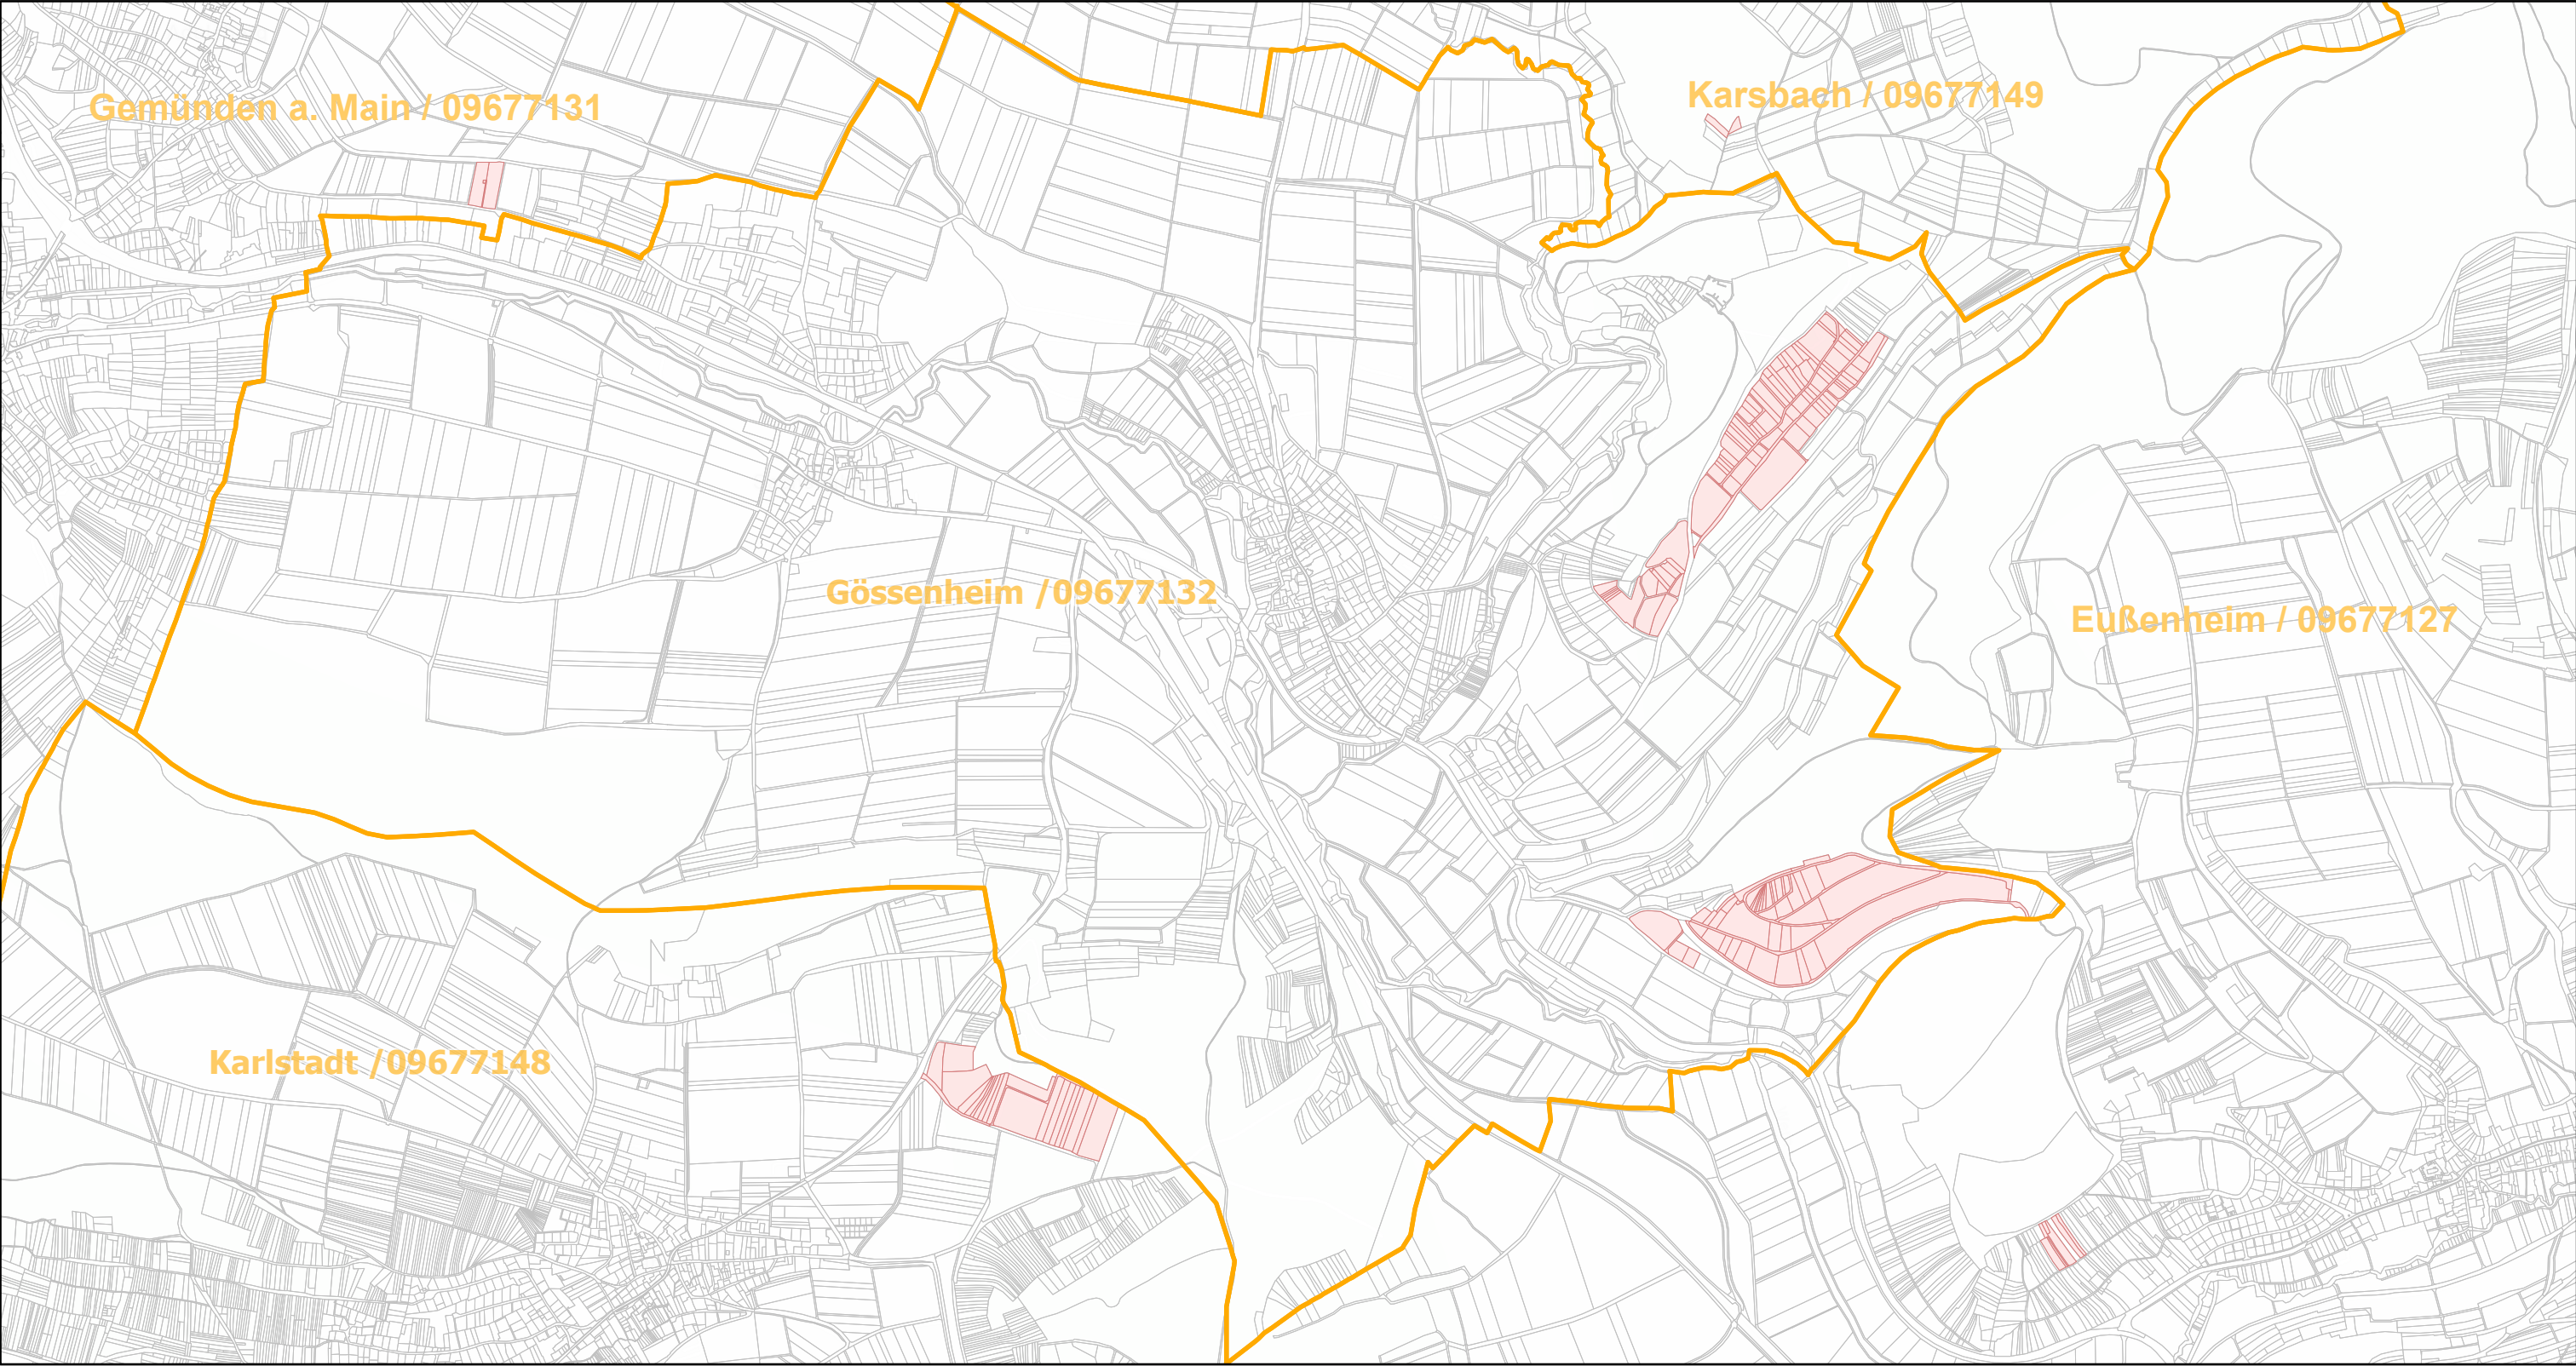 Karsbach / 09677149
Gemünden a. Main / 09677131
Gössenheim /09677132
Eußenheim / 09677127
Karlstadt /09677148